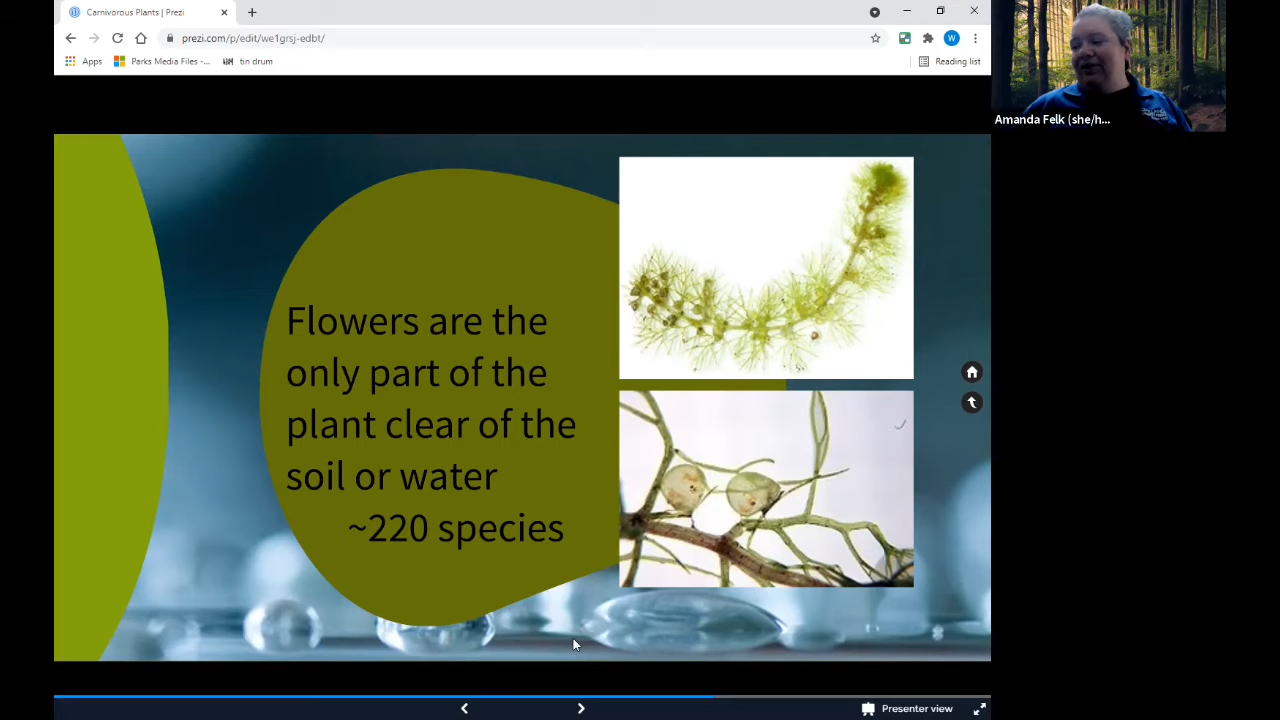 Carnivorous Plants | Prezi
prezi.com/p/edit/we1grsj-edbt/
W
Apps
Parks Media Files -...
tin drum
Reading list
Amanda Felk (she/h...
Flowers are the
only part of the
plant clear of the
soil or water
~220 species
Presenter view